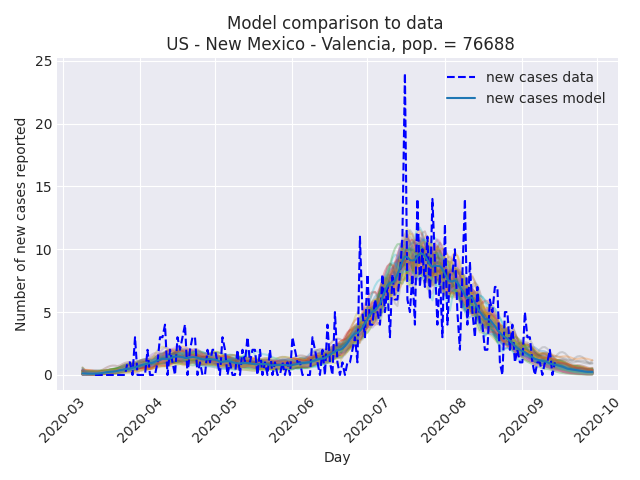 Model comparison to data
US - New Mexico - Valencia, pop. = 76688
new cases data
new cases model
Number of new cases reported
25
20
15
10
5
0
2020-03
2020-04
2020-05
2020-06
2020-07
2020-08
2020-09
2020-10
Day